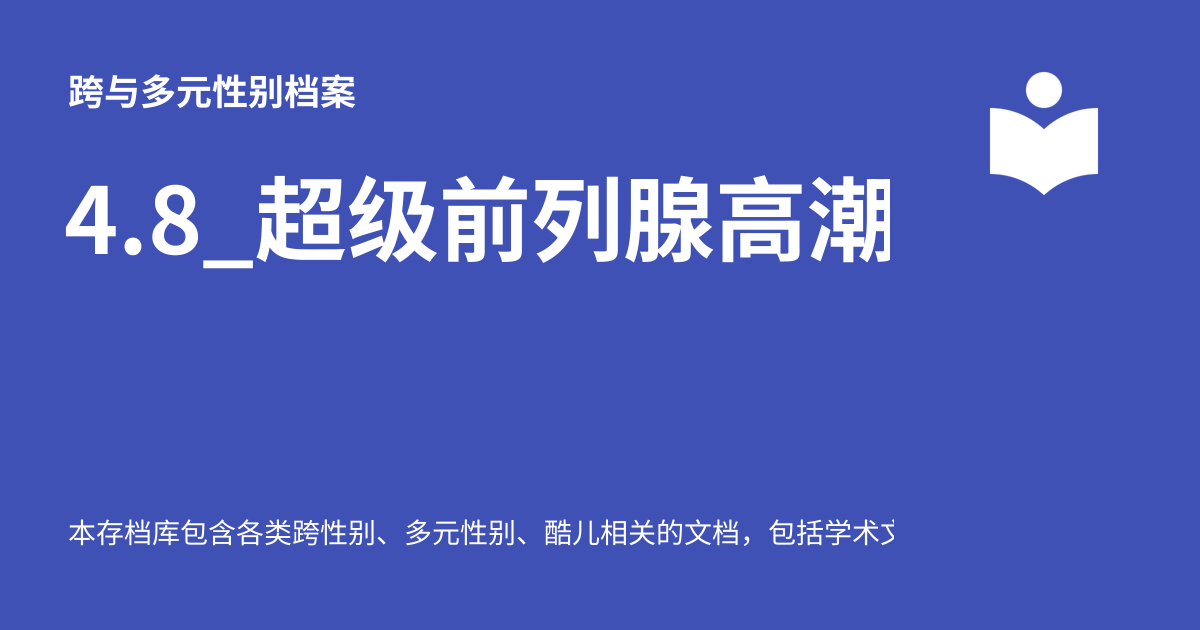 跨与多元性别档案
4.8_超级前列腺高潮
本存档库包含各类跨性别、多元性别、酷儿相关的文档，包括学术